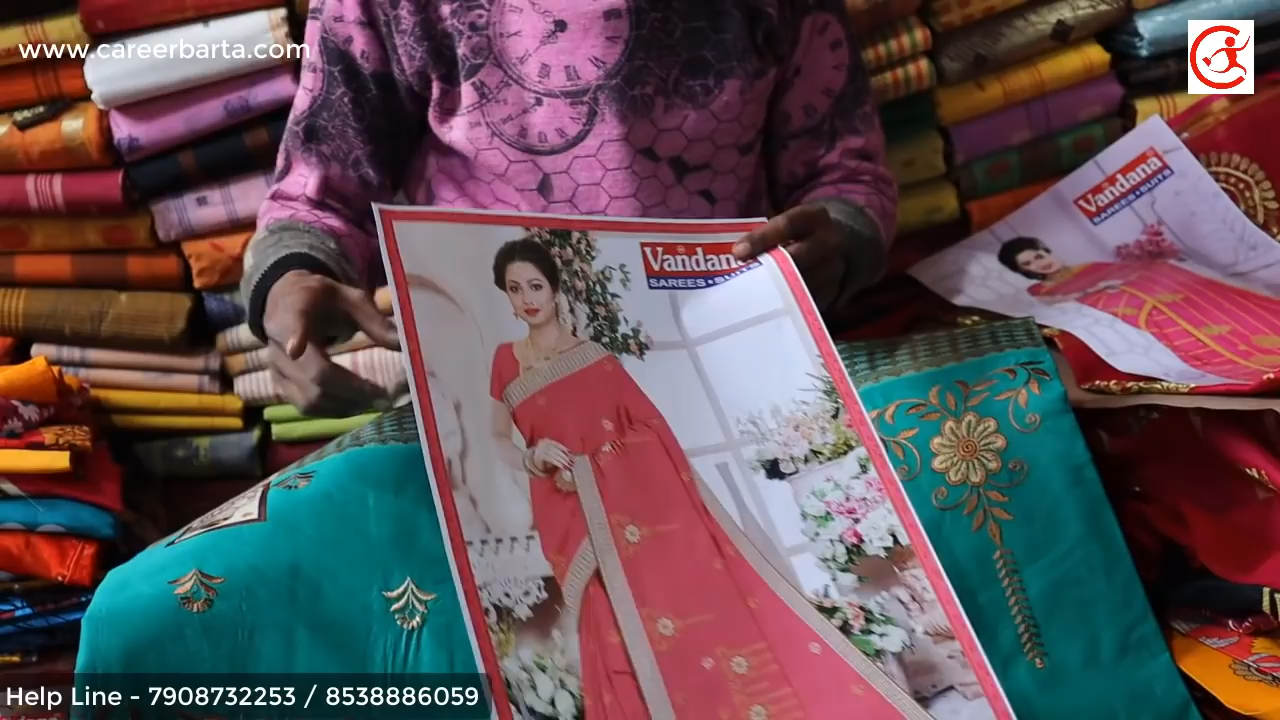 www.careerbarta.com
Vandana
SAREES • SUITS
Vandana
SAREES • SUITS
Help Line - 7908732253 / 8538886059